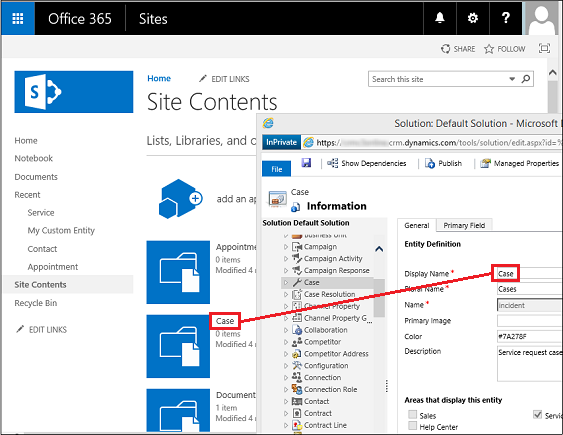 Office 365
Sites
?
SHARE
FOLLOW
S
Home
EDIT LINKS
Search this site
Site Contents
Lists, Libraries, and o
Home
Notebook
Documents
Recent
Service
My Custom Entity
Contact
Appointment
Site Contents
Recycle Bin
EDIT LINKS
add an ap
Appointme
0 items
Modified 4 m
Case
0 items
Modified 4 m
Document
1 item
Modified 4 m
Solution: Default Solution - Microsoft E
InPrivate
https://
crm.dynamics.com/tools/solution/edit.aspx?id=%
File
Show Dependencies
Publish
Managed Properties
Case
Information
Solution Default Solution
Business Unit
Campaign
Campaign Activity
Campaign Response
Case
Case Resolution
Channel Property
Channel Property G...
Collaboration
Competitor
Competitor Address
Configuration
Connection
Connection Role
Contact
Contract
Contract Line
General
Primary Field
Entity Definition
Display Name *
Case
Plural Name *
Cases
Name *
incident
Primary Image
Color
#7A278F
Description
Service request case
Areas that display this entity
Sales
Servic
Help Center